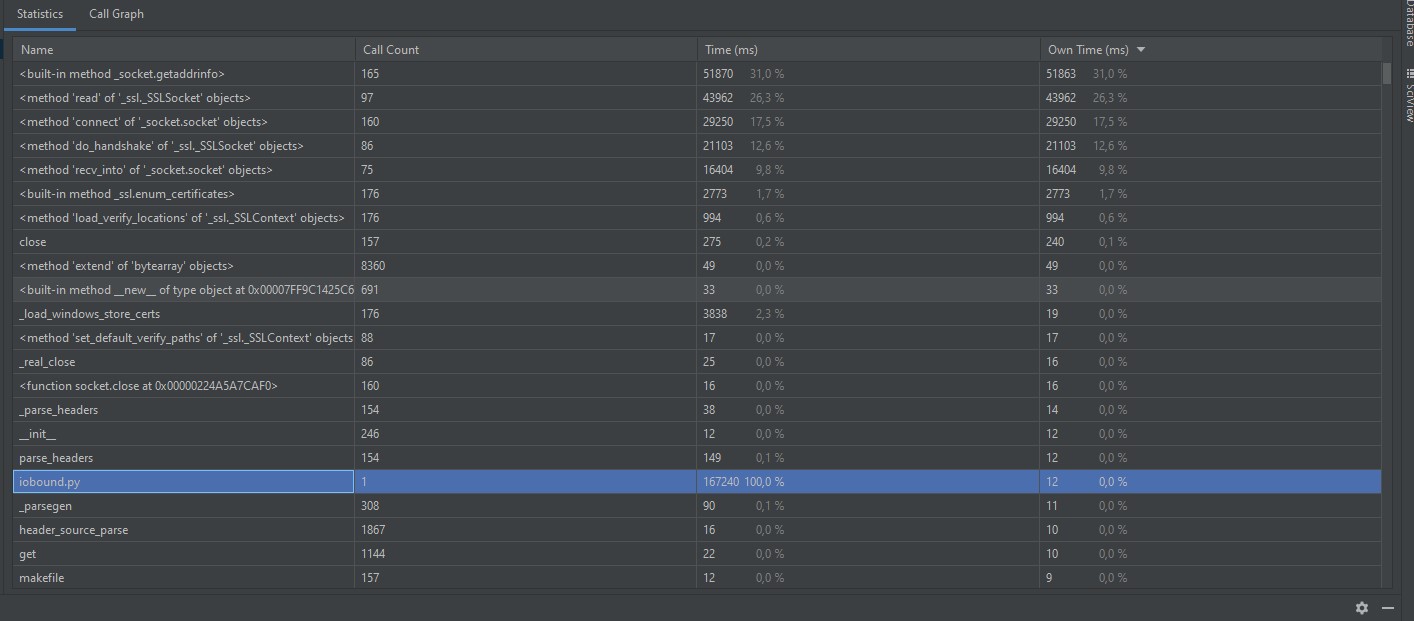 Statistics Call Graph
Name Call Count Time (ms) Own Time (ms)
<built-in method _socket.getaddrinfo> 165 51870 31,0 % 51863 31,0 %
<method 'read' of '_ssl._SSLSocket' objects> 97 43962 26,3 % 43962 26,3 %
<method 'connect' of '_socket.socket' objects> 160 29250 17,5 % 29250 17,5 %
<method 'do_handshake' of '_ssl._SSLSocket' objects> 86 21103 12,6 % 21103 12,6 %
<method 'recv_into' of '_socket.socket' objects> 75 16404 9,8 % 16404 9,8 %
<built-in method _ssl.enum_certificates> 176 2773 1,7 % 2773 1,7 %
<method 'load_verify_locations' of '_ssl._SSLContext' objects> 176 994 0,6 % 994 0,6 %
close 157 275 0,2 % 240 0,1 %
<method 'extend' of 'bytearray' objects> 8360 49 0,0 % 49 0,0 %
<built-in method __new__ of type object at 0x00007FF9C1425C6 691 33 0,0 % 33 0,0 %
_load_windows_store_certs 176 3838 2,3 % 19 0,0 %
<method 'set_default_verify_paths' of '_ssl._SSLContext' objects 88 17 0,0 % 17 0,0 %
_real_close 86 25 0,0 % 16 0,0 %
<function socket.close at 0x00000224A5A7CAF0> 160 16 0,0 % 16 0,0 %
_parse_headers 154 38 0,0 % 14 0,0 %
__init__ 246 12 0,0 % 12 0,0 %
parse_headers 154 149 0,1 % 12 0,0 %
iobound.py 1 167240 100,0 % 12 0,0 %
_parsegen 308 90 0,1 % 11 0,0 %
header_source_parse 1867 16 0,0 % 10 0,0 %
get 1144 22 0,0 % 10 0,0 %
makefile 157 12 0,0 % 9 0,0 %
Database
SciView